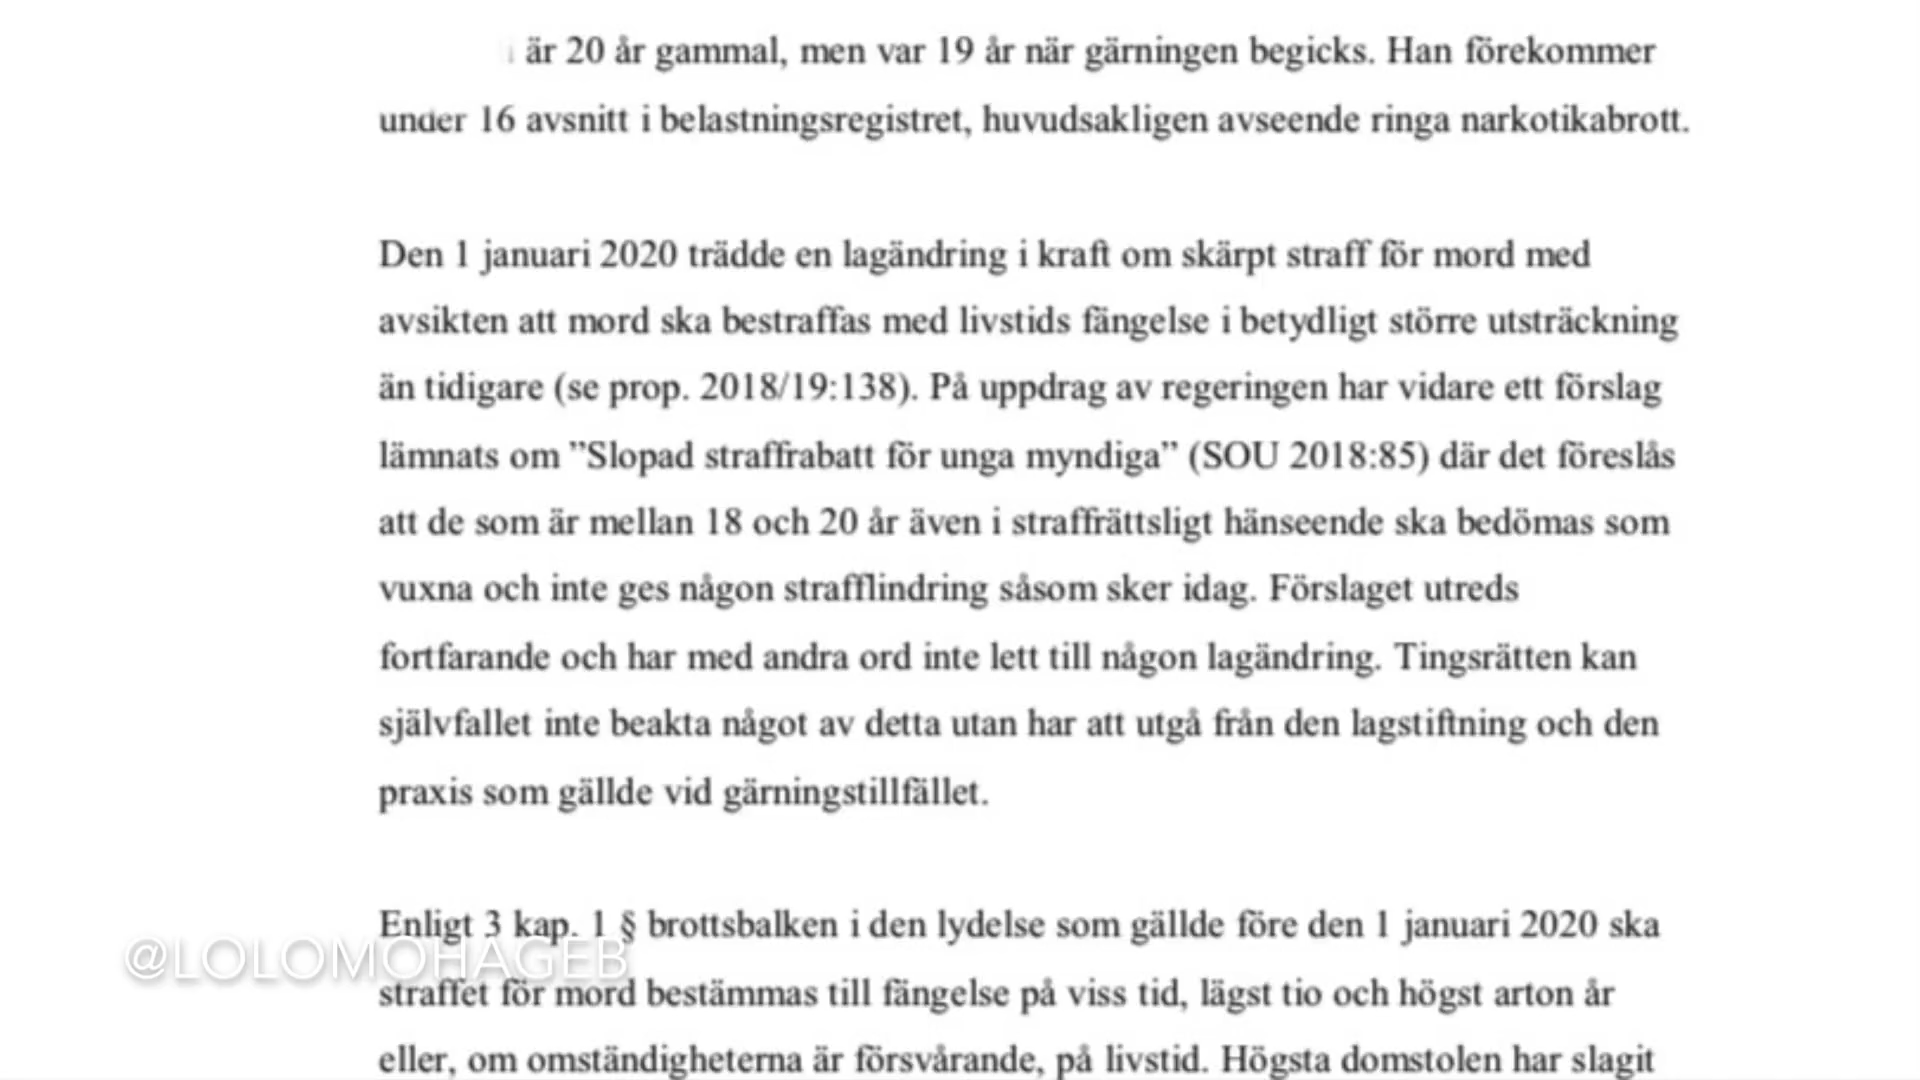 är 20 år gammal, men var 19 år när gärningen begicks. Han förekommer
under 16 avsnitt i belastningsregistret, huvudsakligen avseende ringa narkotikabrott.
Den 1 januari 2020 trädde en lagändring i kraft om skärpt straff för mord med
avsikten att mord ska bestraffas med livstids fängelse i betydligt större utsträckning
än tidigare (se prop. 2018/19:138). På uppdrag av regeringen har vidare ett förslag
lämnats om ”Slopad straffrabatt för unga myndiga” (SOU 2018:85) där det föreslås
att de som är mellan 18 och 20 år även i straffrättsligt hänseende ska bedömas som
vuxna och inte ges någon strafflindring såsom sker idag. Förslaget utreds
fortfarande och har med andra ord inte lett till någon lagändring. Tingsrätten kan
självfallet inte beakta något av detta utan har att utgå från den lagstiftning och den
praxis som gällde vid gärningstillfället.
Enligt 3 kap. 1 § brottsbalken i den lydelse som gällde före den 1 januari 2020 ska
@LOLOMOHAGEB
straffet för mord bestämmas till fängelse på viss tid, lägst tio och högst arton år
eller, om omständigheterna är försvårande, på livstid. Högsta domstolen har slagit